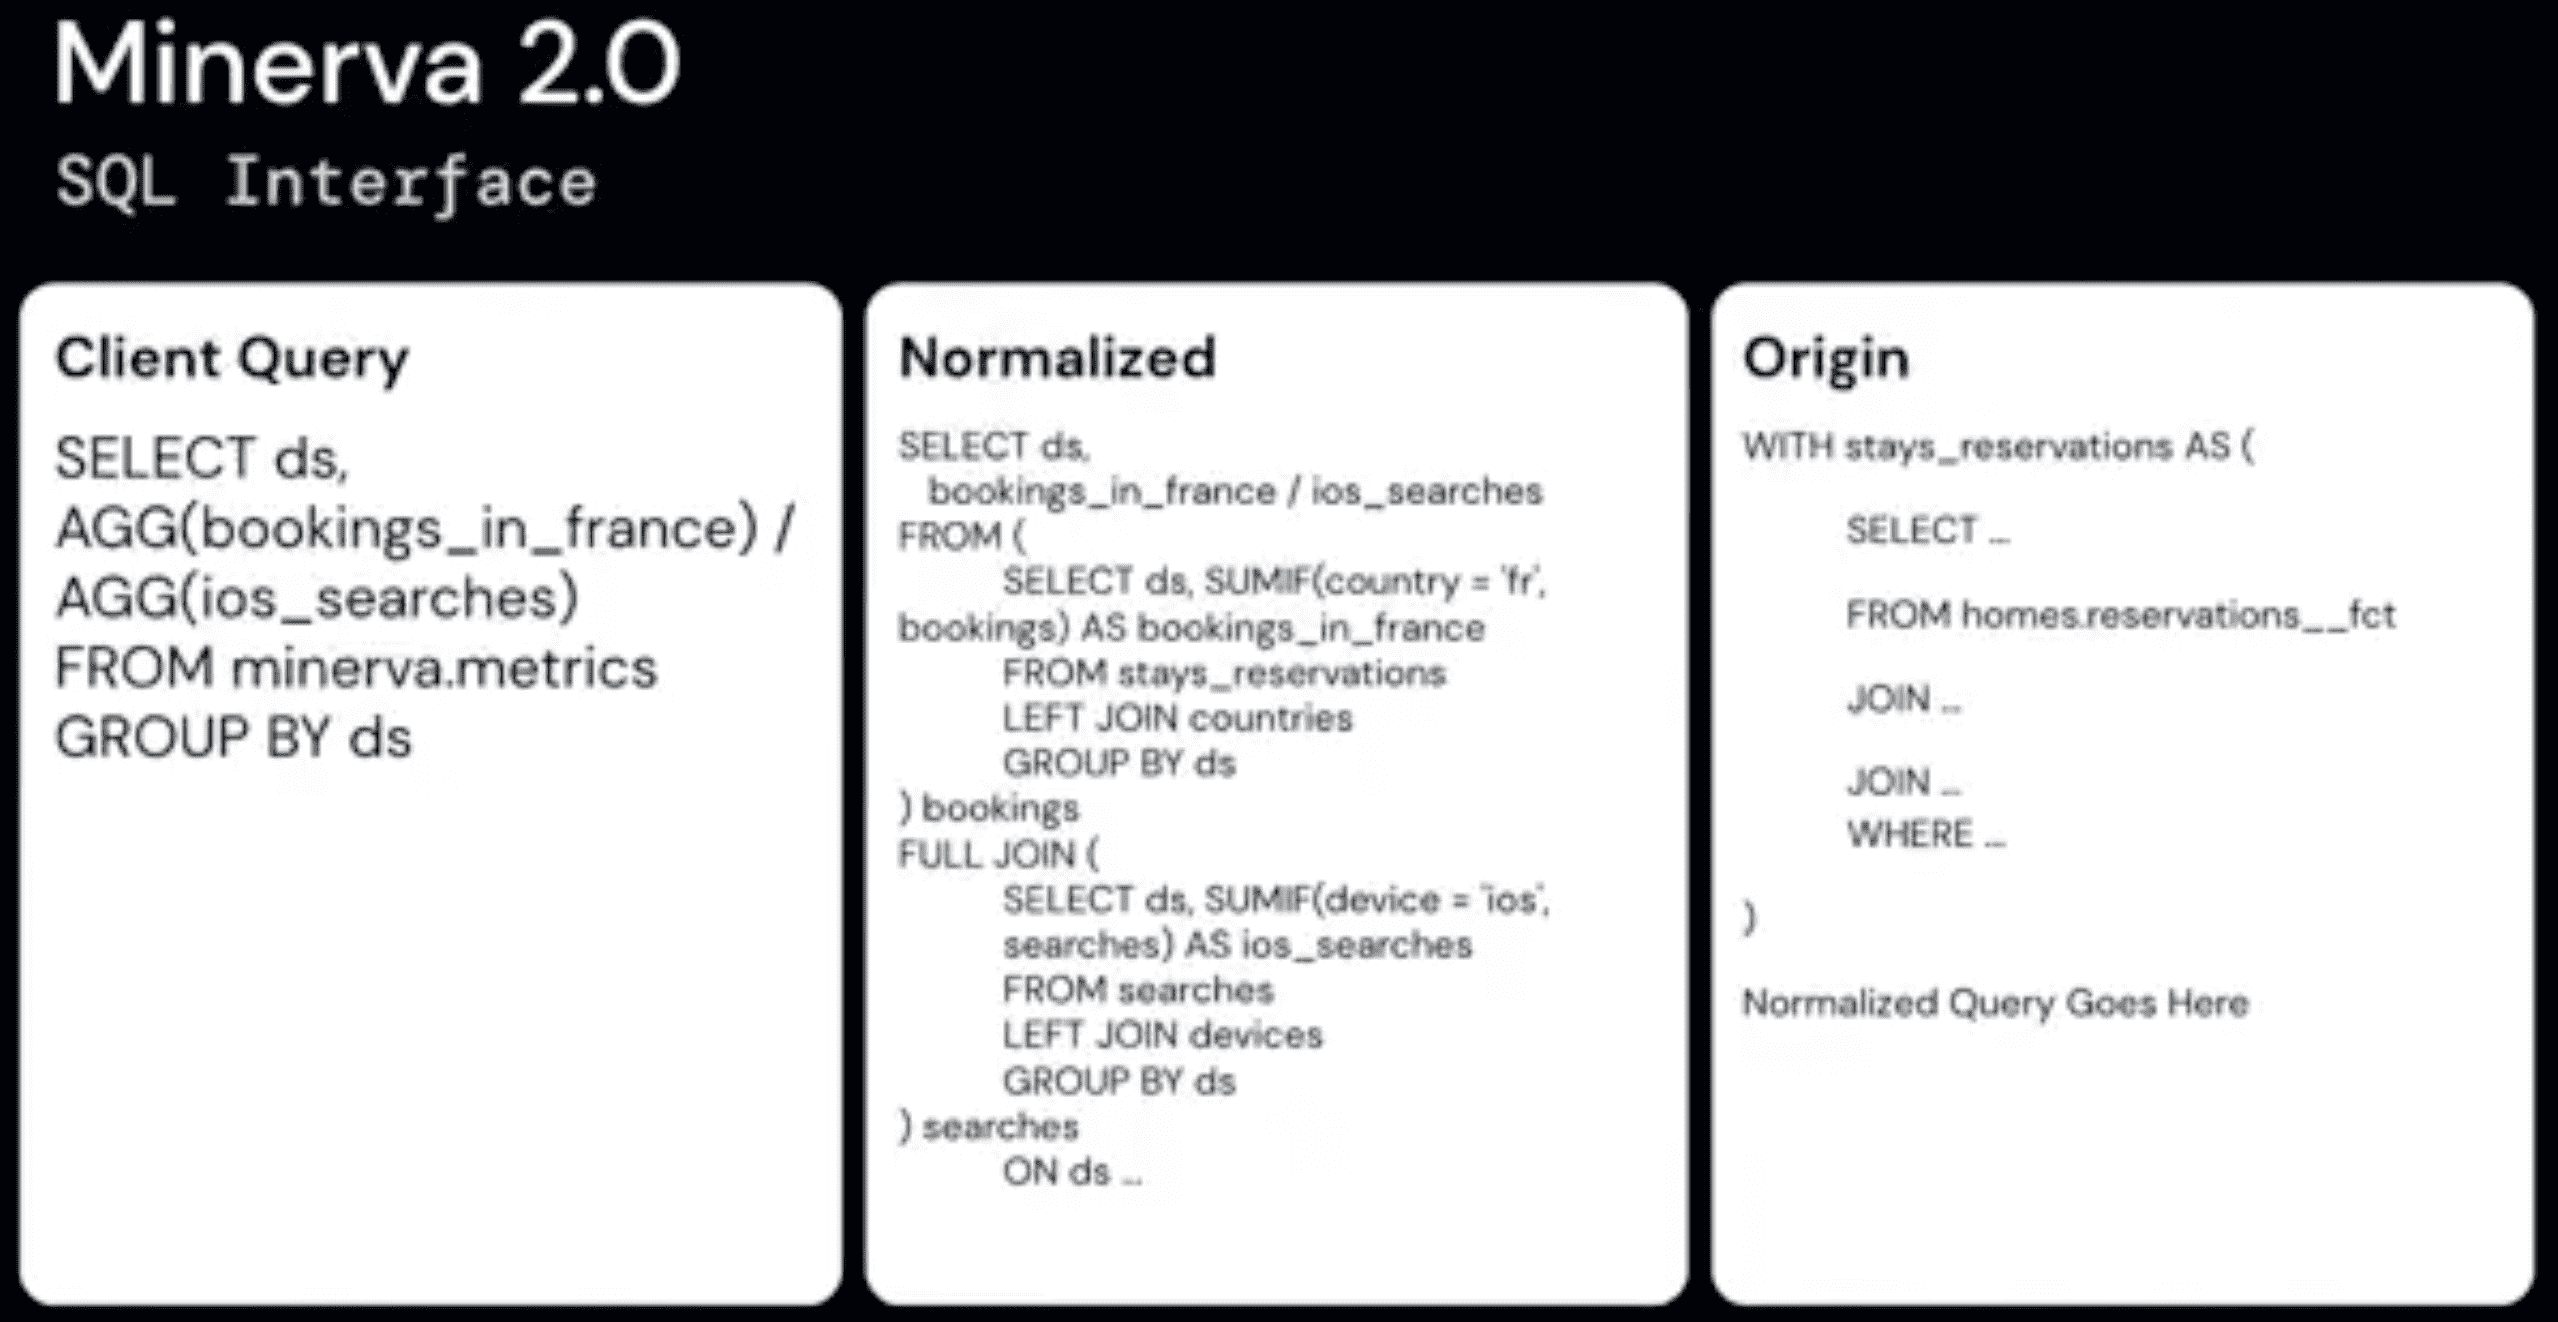 Minerva 2.0
SQL Interface
Client Query
SELECT ds,
AGG(bookings_in_france) /
AGG(ios_searches)
FROM minerva.metrics
GROUP BY ds
Normalized
SELECT ds,
bookings_in_france / ios_searches
FROM (
SELECT ds, SUMIF(country = 'fr',
bookings) AS bookings_in_france
FROM stays_reservations
LEFT JOIN countries
GROUP BY ds
) bookings
FULL JOIN (
SELECT ds, SUMIF(device = 'ios',
searches) AS ios_searches
FROM searches
LEFT JOIN devices
GROUP BY ds
) searches
ON ds ...
Origin
WITH stays_reservations AS (
SELECT ...
FROM homes.reservations__fct
JOIN ...
JOIN ...
WHERE ...
)
Normalized Query Goes Here